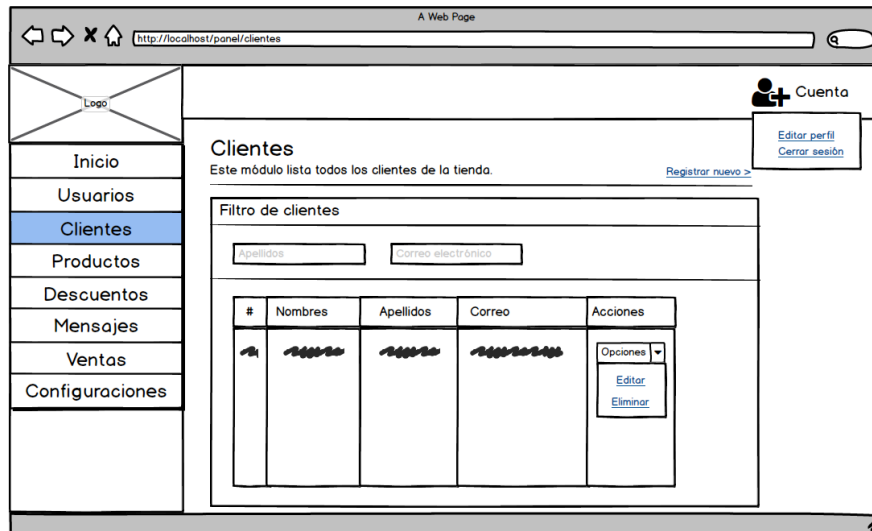 A Web Page
http://localhost/panel/clientes
Logo
Cuenta
Editar perfil
Cerrar sesión
Inicio
Usuarios
Clientes
Productos
Descuentos
Mensajes
Ventas
Configuraciones
Clientes
Este módulo lista todos los clientes de la tienda.
Registrar nuevo >
Filtro de clientes
Apellidos
Correo electrónico
# Nombres Apellidos Correo Acciones
Opciones
Editar
Eliminar